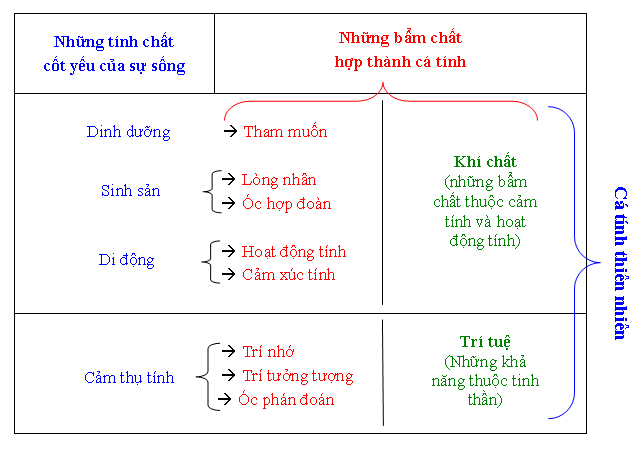 Những tính chất
cốt yếu của sự sống
Những bẩm chất
hợp thành cá tính
Dinh dưỡng
→ Tham muốn
Sinh sản
→ Lòng nhân
→ Óc hợp đoàn
Di động
→ Hoạt động tính
→ Cảm xúc tính
Khí chất
(những bẩm
chất thuộc cảm
tính và hoạt
động tính)
Cảm thụ tính
→ Trí nhớ
→ Trí tưởng tượng
→ Óc phán đoán
Trí tuệ
(Những khả
năng thuộc tinh
thần)
Cá tính thiên nhiên